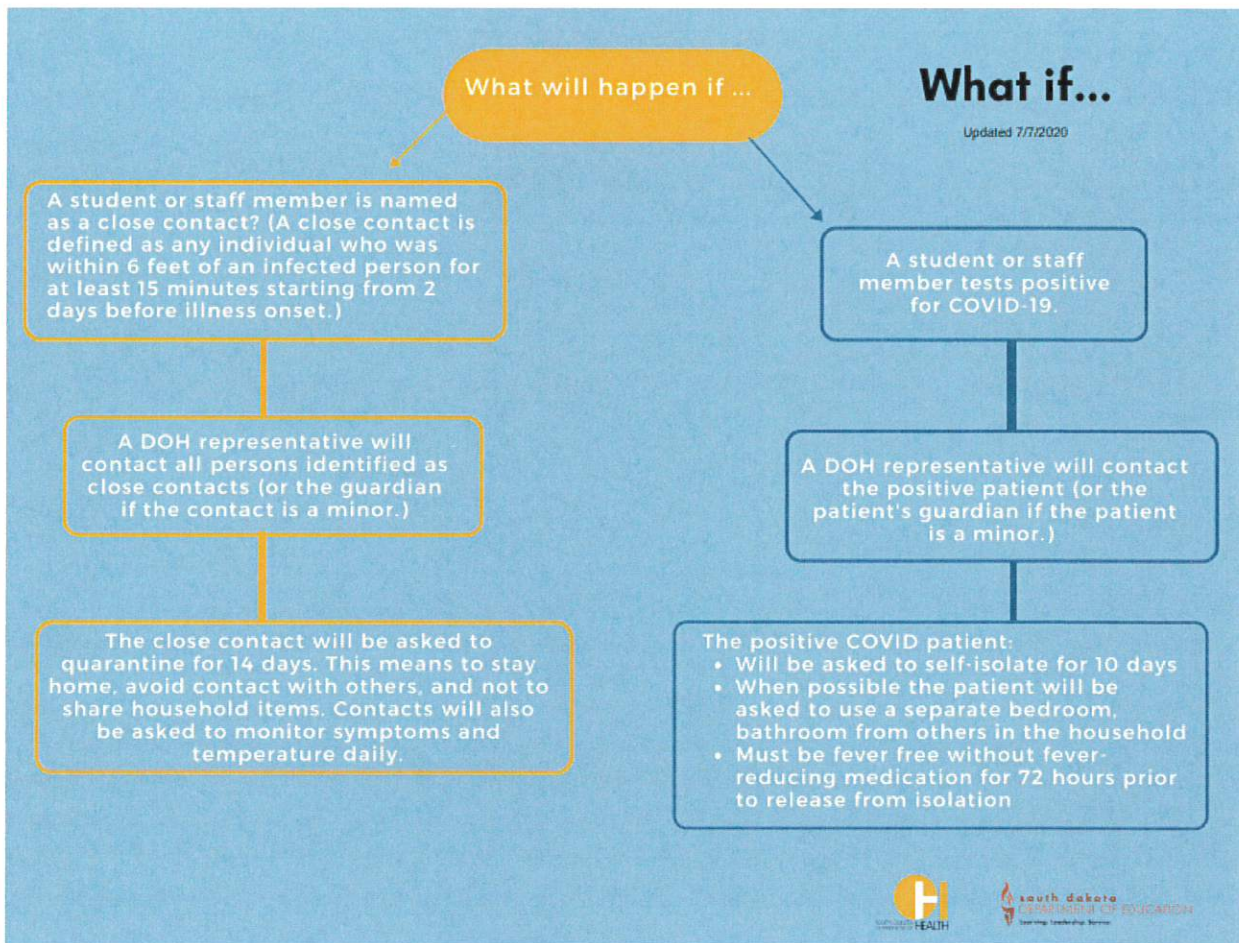 What will happen if ...
What if...
Updated 7/7/2020
A student or staff member is named
as a close contact? (A close contact is
defined as any individual who was
within 6 feet of an infected person for
at least 15 minutes starting from 2
days before illness onset.)
A DOH representative will
contact all persons identified as
close contacts (or the guardian
if the contact is a minor.)
The close contact will be asked to
quarantine for 14 days. This means to stay
home, avoid contact with others, and not to
share household items. Contacts will also
be asked to monitor symptoms and
temperature daily.
A student or staff
member tests positive
for COVID-19.
A DOH representative will contact
the positive patient (or the
patient's guardian if the patient
is a minor.)
The positive COVID patient:
• Will be asked to self-isolate for 10 days
• When possible the patient will be
asked to use a separate bedroom,
bathroom from others in the household
• Must be fever free without fever-
reducing medication for 72 hours prior
to release from isolation
HEALTH
south dakota
DEPARTMENT OF EDUCATION
Learning. Leadership. Service.